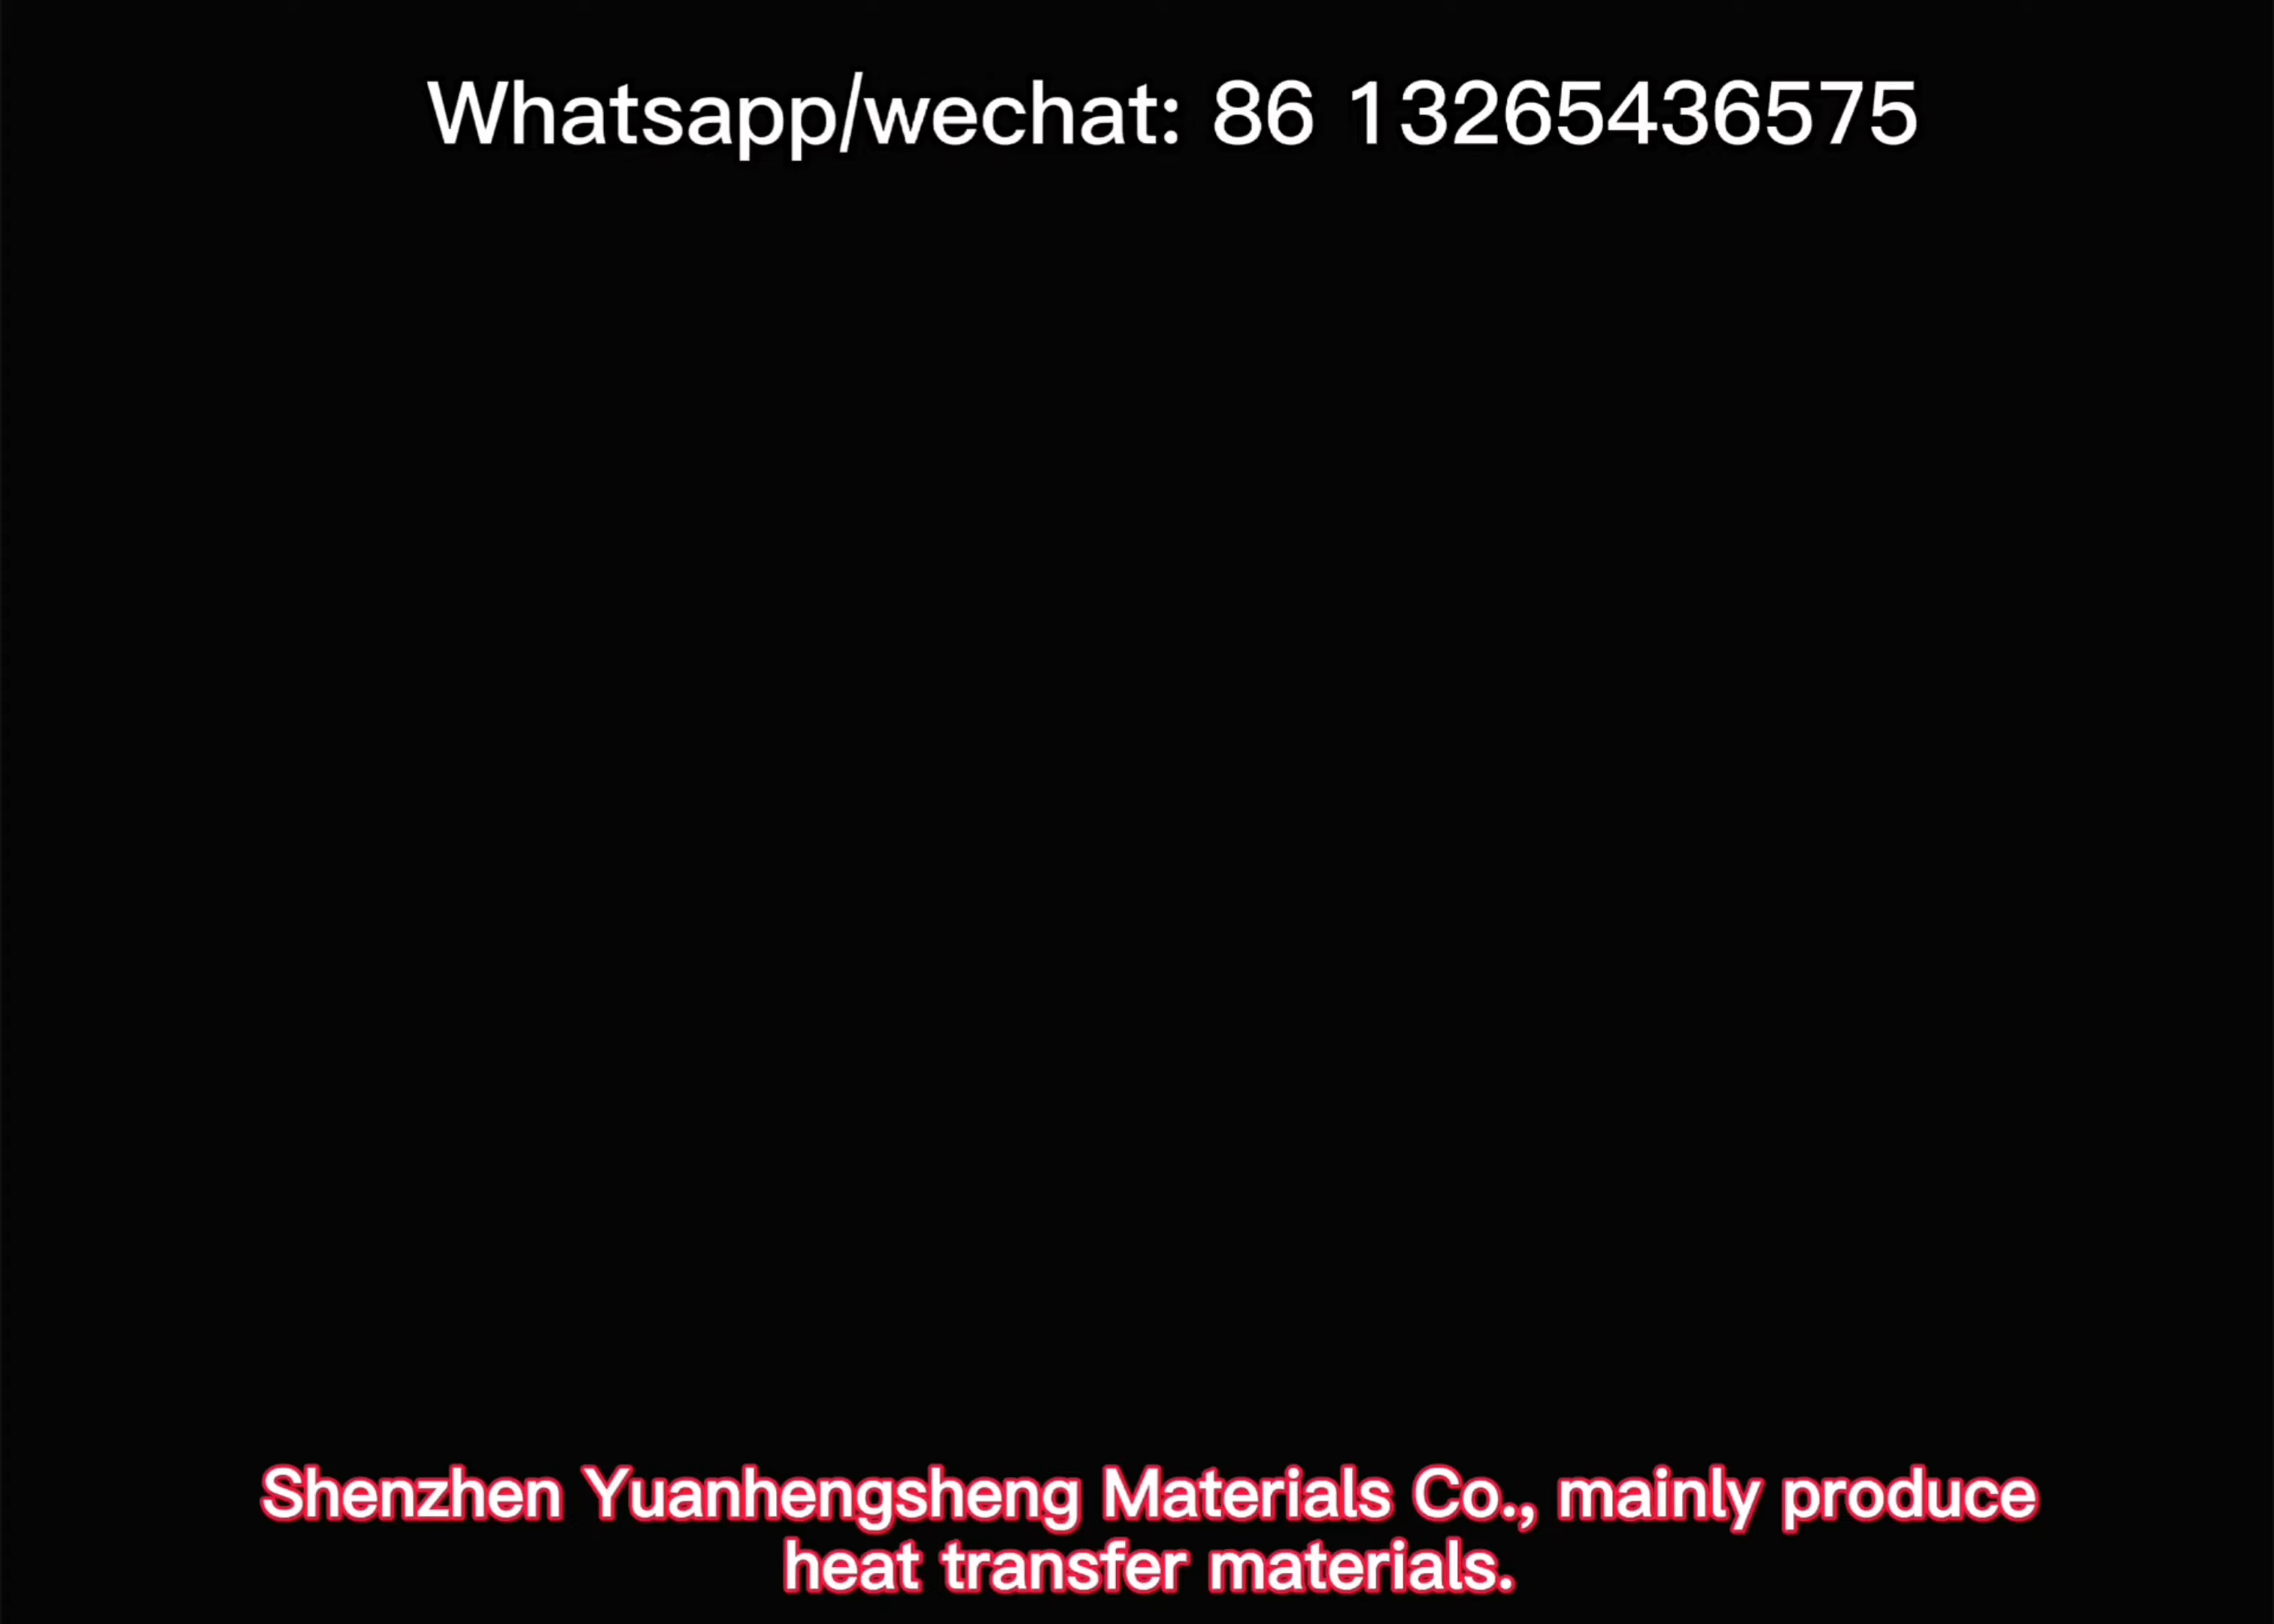 Whatsapp/wechat: 86 13265436575
Shenzhen Yuanhengsheng Materials Co., mainly produce
heat transfer materials.